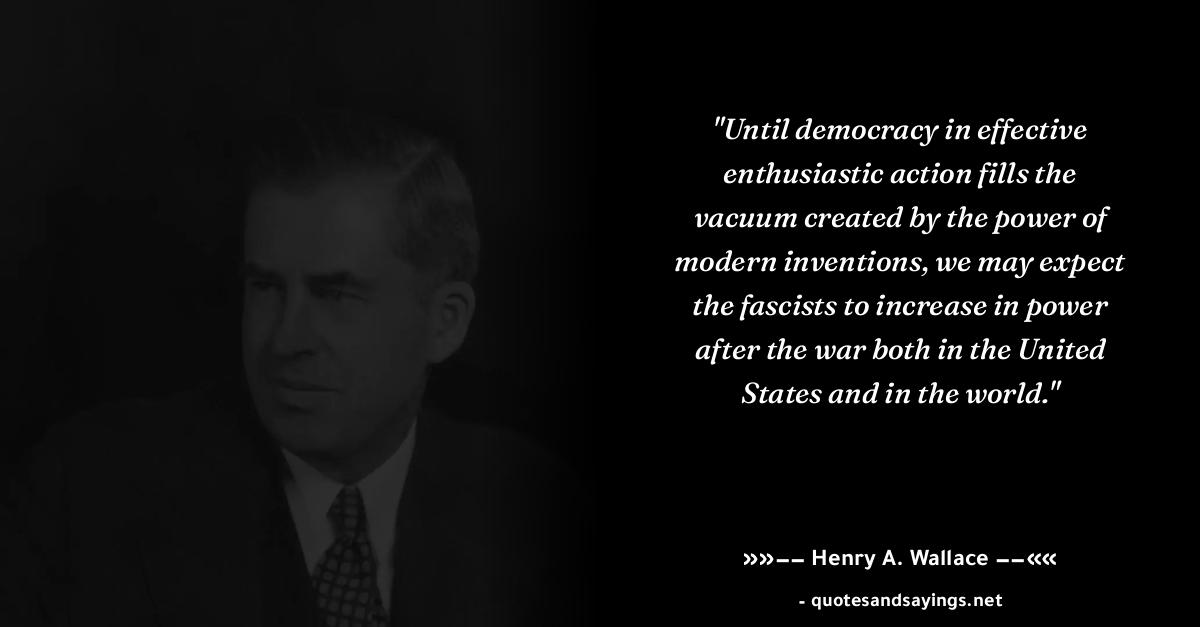 "Until democracy in effective
enthusiastic action fills the
vacuum created by the power of
modern inventions, we may expect
the fascists to increase in power
after the war both in the United
States and in the world."
»»−− Henry A. Wallace −−««
- quotesandsayings.net